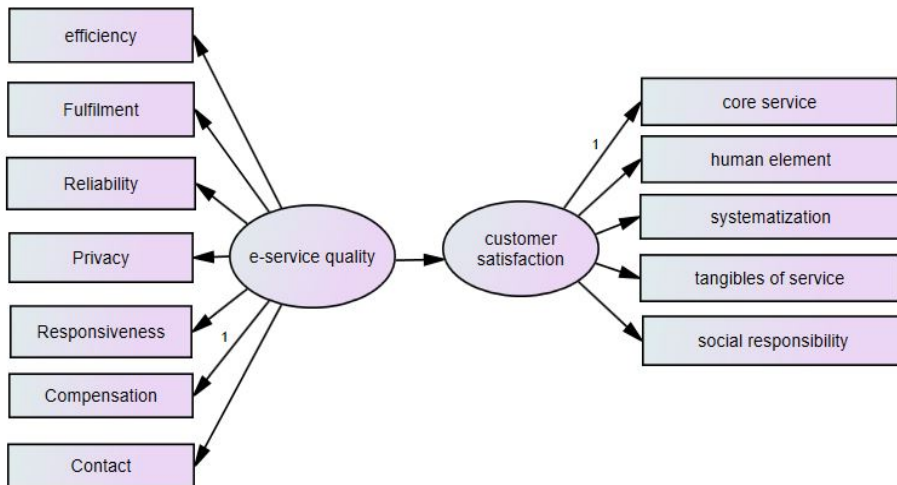 efficiency
Fulfilment
Reliability
Privacy
Responsiveness
1
Compensation
Contact
e-service quality
customer
satisfaction
1
core service
human element
systematization
tangibles of service
social responsibility